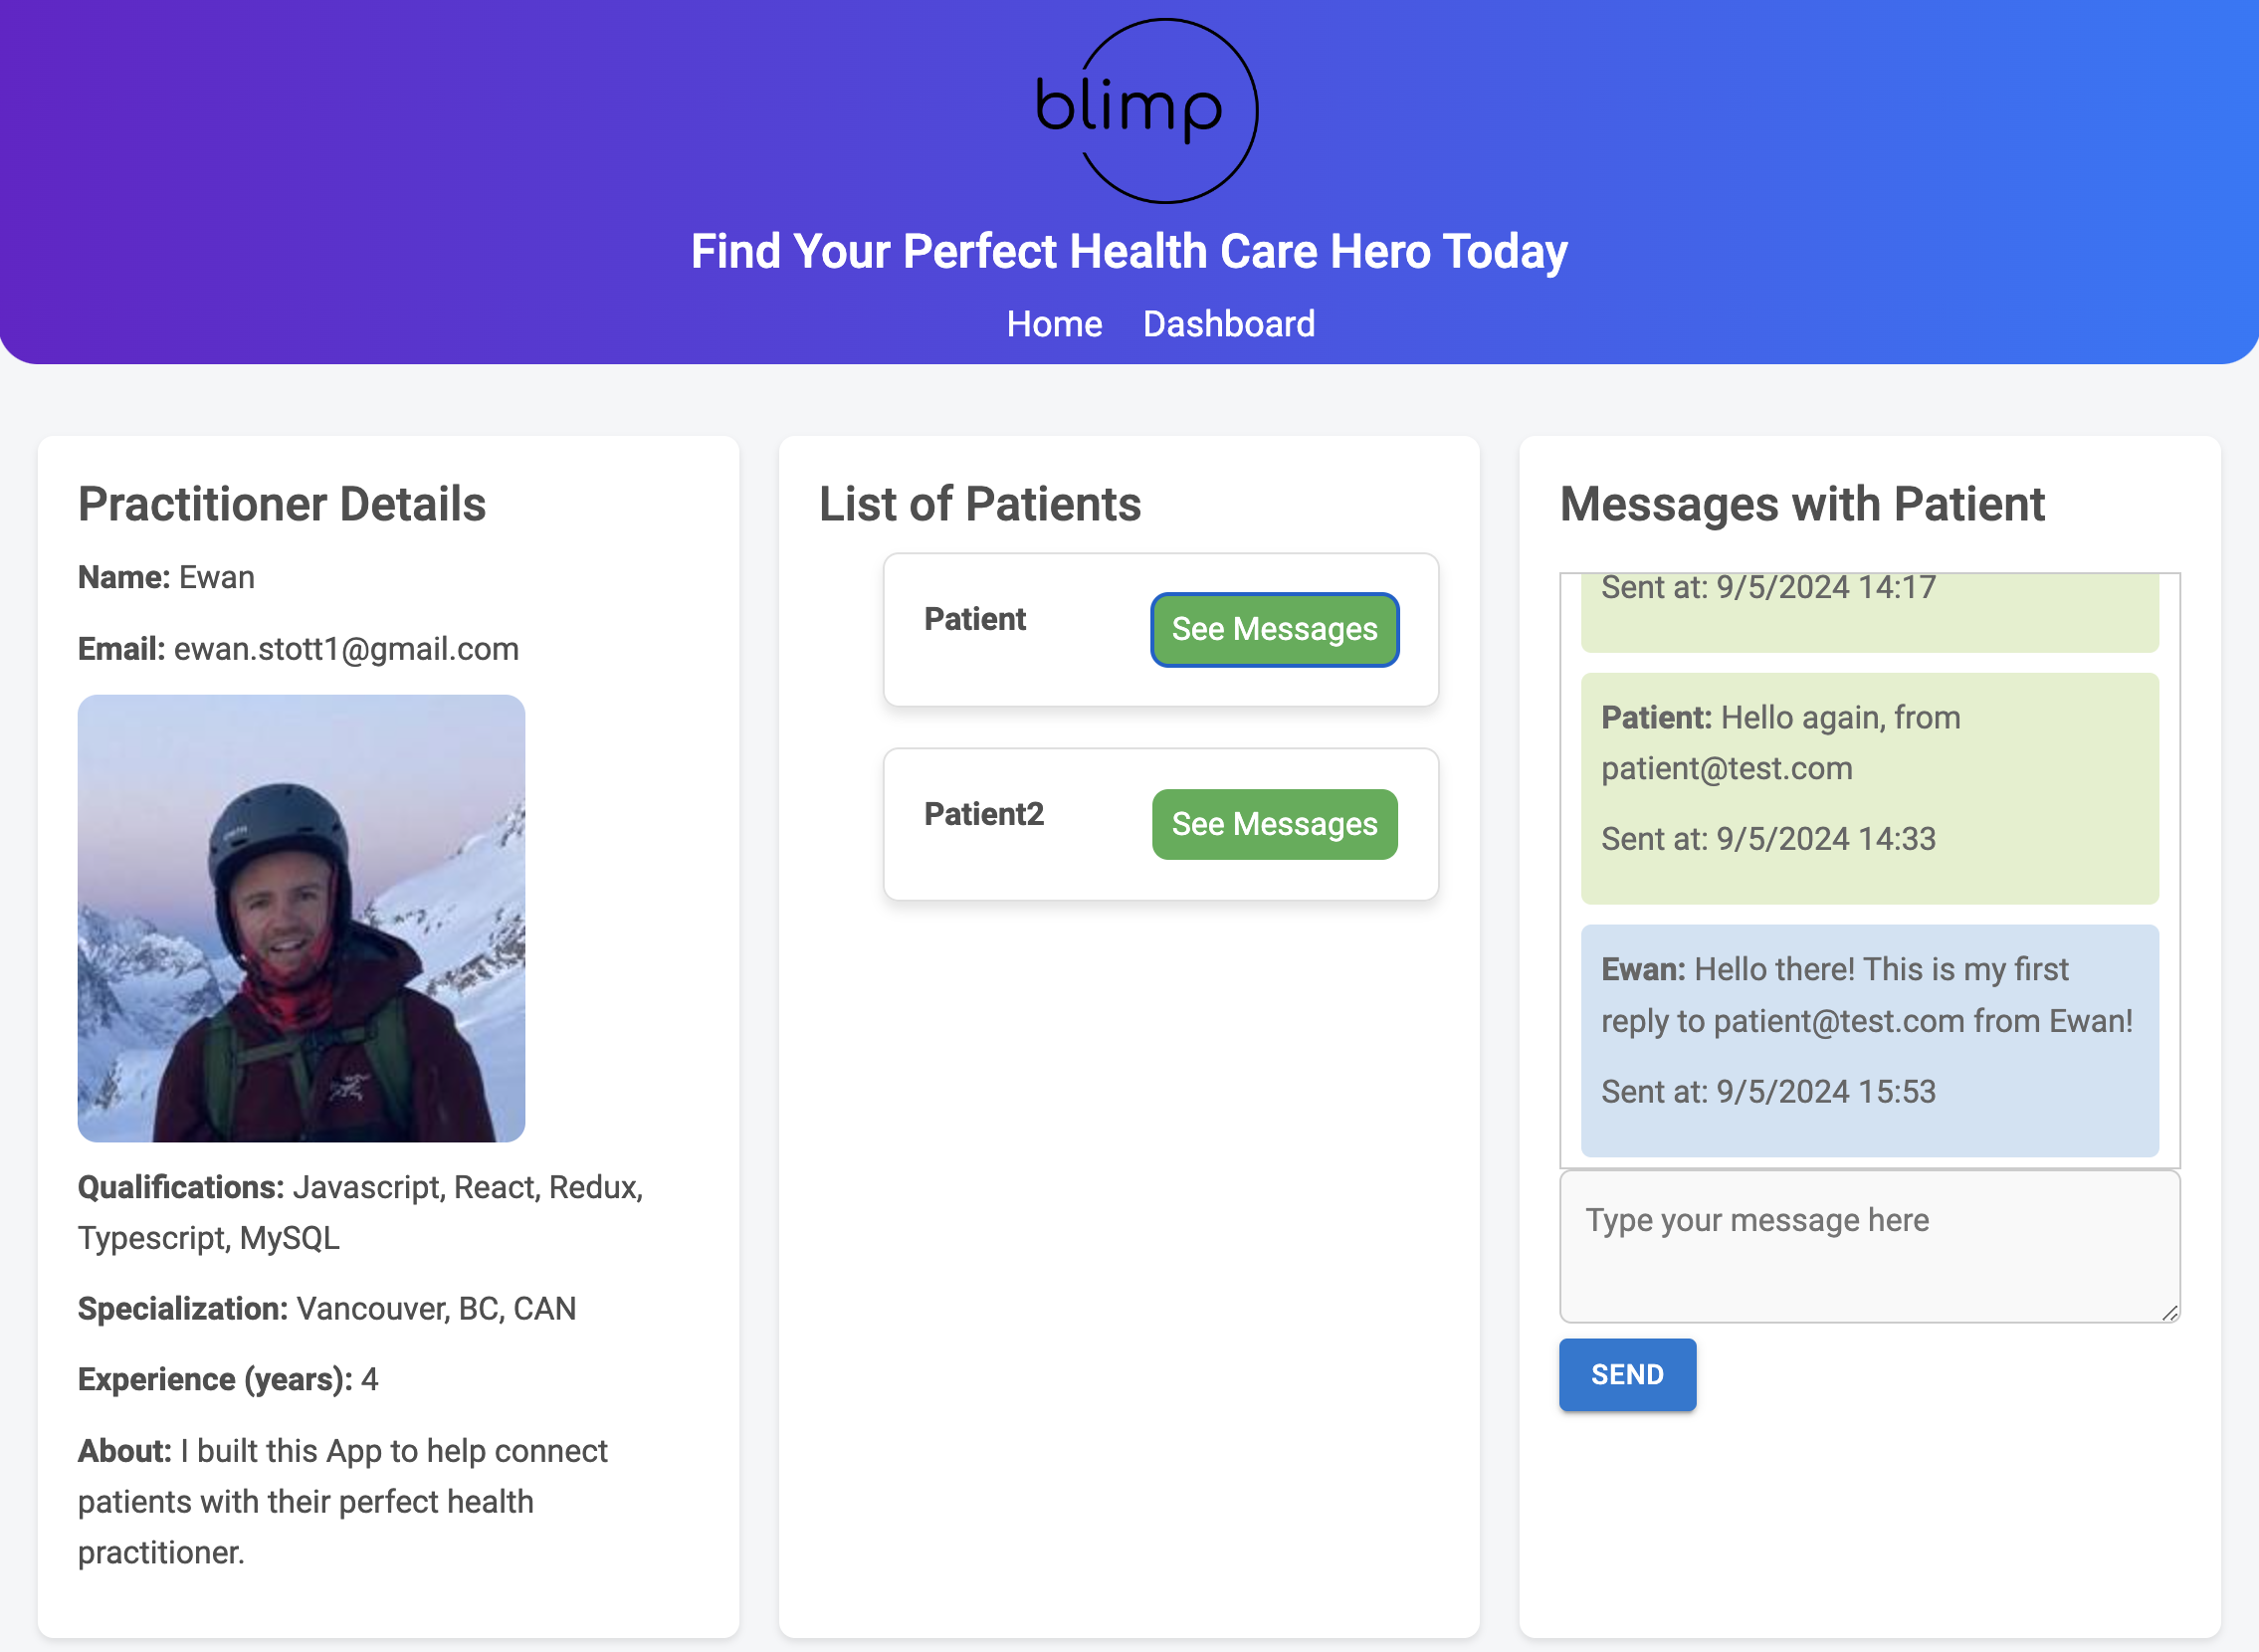 blimp
Find Your Perfect Health Care Hero Today
Home Dashboard
Practitioner Details
Name: Ewan
Email: ewan.stott1@gmail.com
Qualifications: Javascript, React, Redux,
Typescript, MySQL
Specialization: Vancouver, BC, CAN
Experience (years): 4
About: I built this App to help connect
patients with their perfect health
practitioner.
List of Patients
Patient
See Messages
Patient2
See Messages
Messages with Patient
Sent at: 9/5/2024 14:17
Patient: Hello again, from
patient@test.com
Sent at: 9/5/2024 14:33
Ewan: Hello there! This is my first
reply to patient@test.com from Ewan!
Sent at: 9/5/2024 15:53
Type your message here
SEND